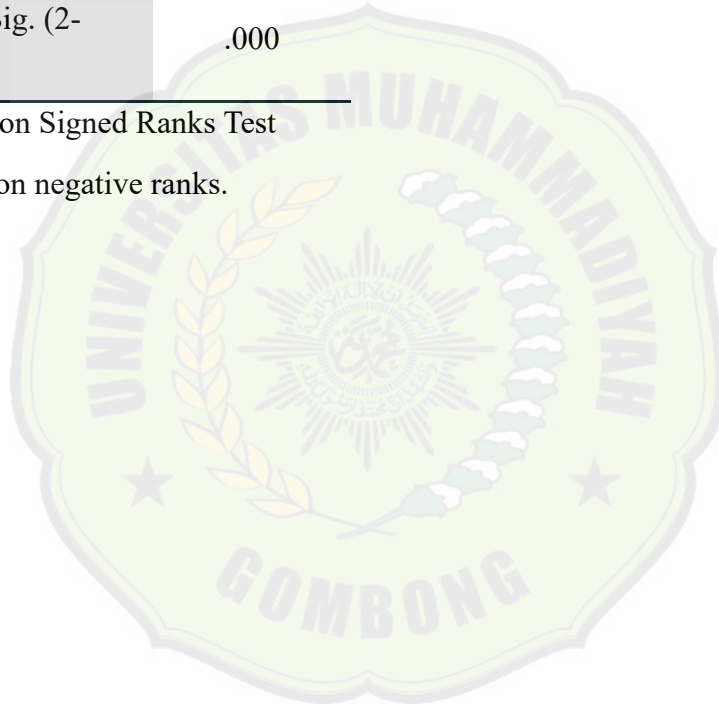 Sig. (2-
.000
on Signed Ranks Test
on negative ranks.
UNIVERSITAS MUHAMMADIYAH
GOMBONG